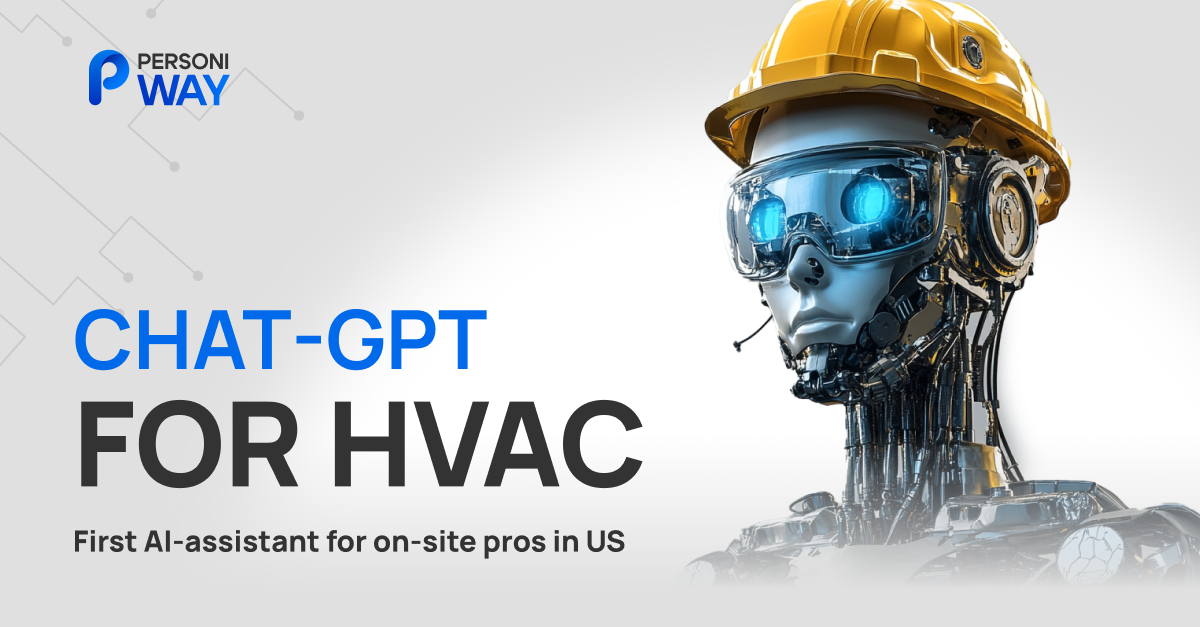 PERSONI
WAY
CHAT-GPT
FOR HVAC
First AI-assistant for on-site pros in US